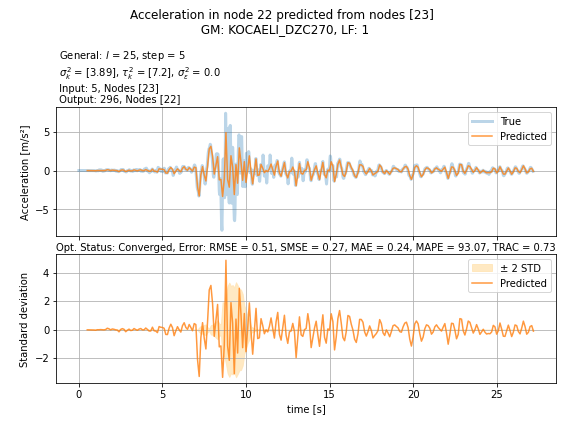 Acceleration in node 22 predicted from nodes [23]
GM: KOCAELI_DZC270, LF: 1
General: l = 25, step = 5
σ_k^2 = [3.89], τ_k^2 = [7.2], σ_ε^2 = 0.0
Input: 5, Nodes [23]
Output: 296, Nodes [22]
True
Predicted
5
0
−5
Acceleration [m/s²]
Opt. Status: Converged, Error: RMSE = 0.51, SMSE = 0.27, MAE = 0.24, MAPE = 93.07, TRAC = 0.73
± 2 STD
Predicted
4
2
0
−2
Standard deviation
0 5 10 15 20 25
time [s]